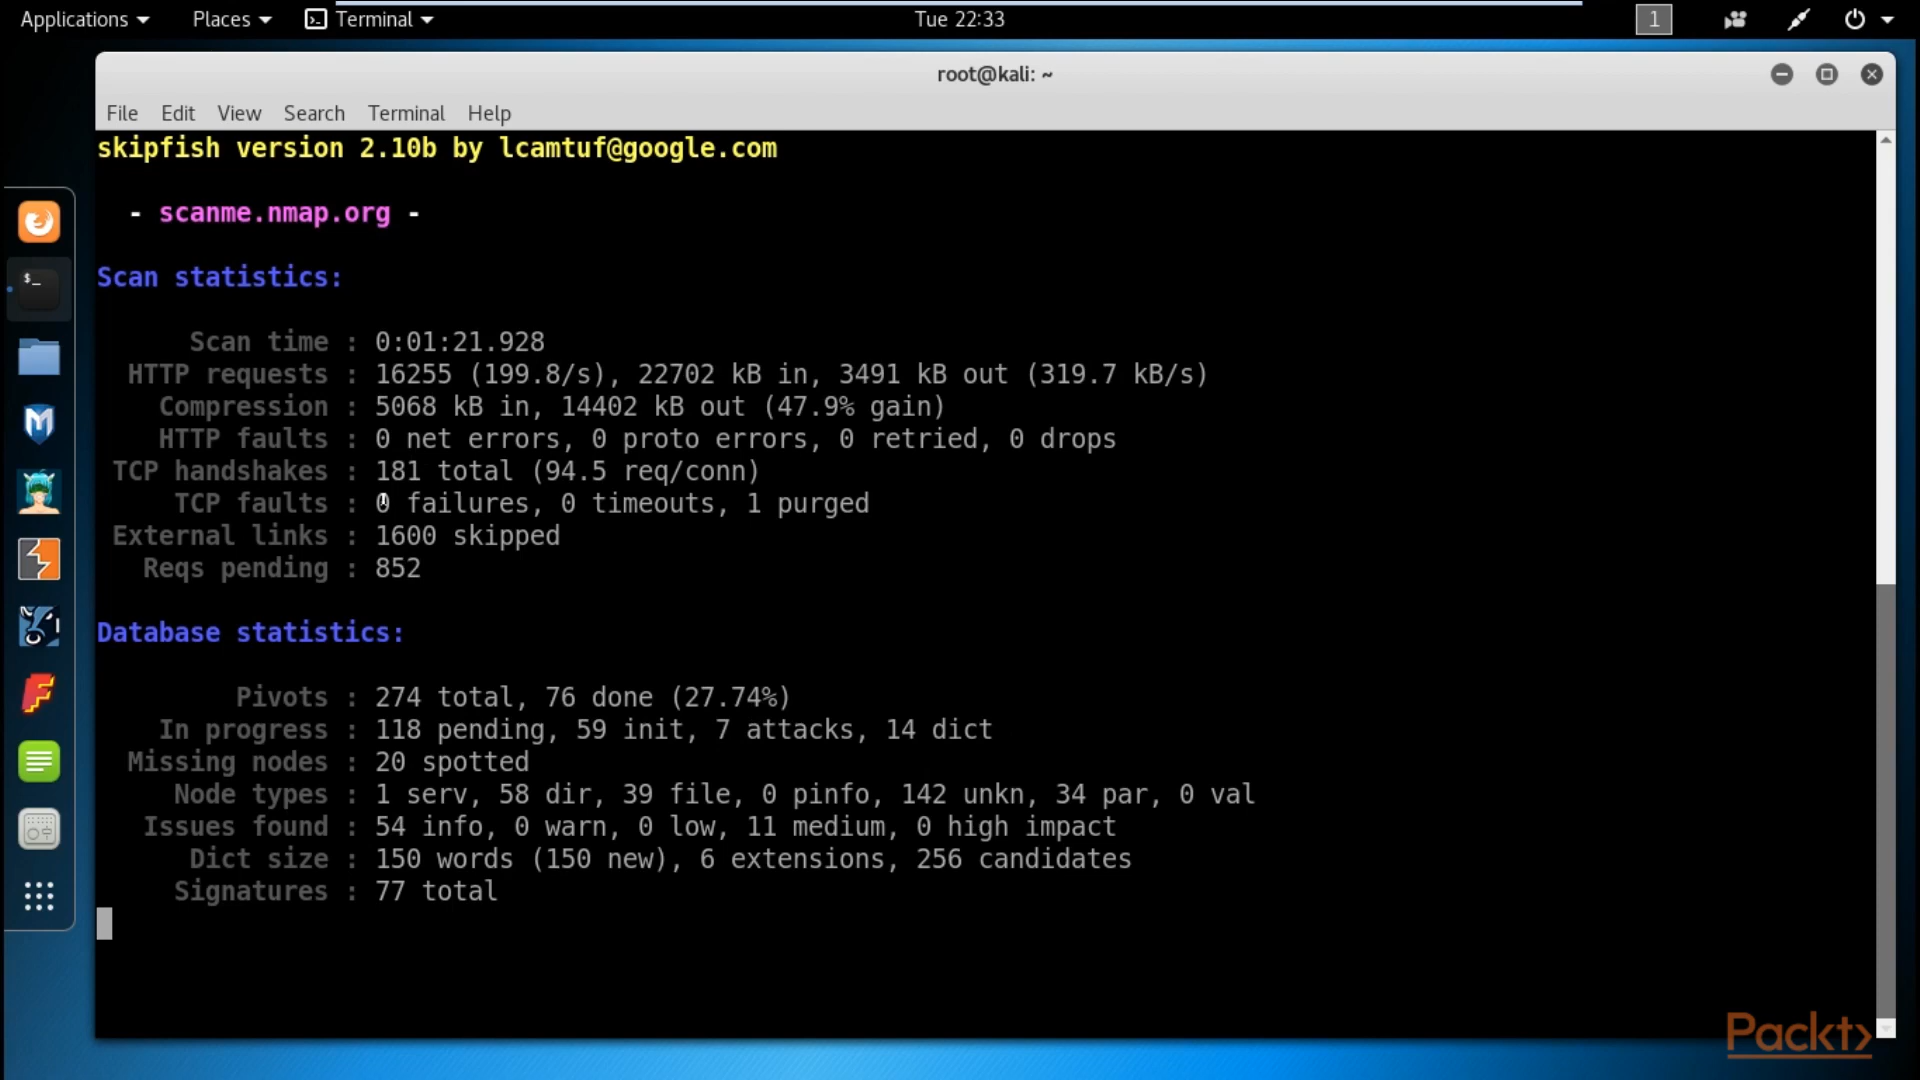 Applications Places Terminal Tue 22:33 1
root@kali: ~
File Edit View Search Terminal Help
skipfish version 2.10b by lcamtuf@google.com
- scanme.nmap.org -
Scan statistics:
Scan time : 0:01:21.928
HTTP requests : 16255 (199.8/s), 22702 kB in, 3491 kB out (319.7 kB/s)
Compression : 5068 kB in, 14402 kB out (47.9% gain)
HTTP faults : 0 net errors, 0 proto errors, 0 retried, 0 drops
TCP handshakes : 181 total (94.5 req/conn)
TCP faults : 0 failures, 0 timeouts, 1 purged
External links : 1600 skipped
Reqs pending : 852
Database statistics:
Pivots : 274 total, 76 done (27.74%)
In progress : 118 pending, 59 init, 7 attacks, 14 dict
Missing nodes : 20 spotted
Node types : 1 serv, 58 dir, 39 file, 0 pinfo, 142 unkn, 34 par, 0 val
Issues found : 54 info, 0 warn, 0 low, 11 medium, 0 high impact
Dict size : 150 words (150 new), 6 extensions, 256 candidates
Signatures : 77 total
Packt>